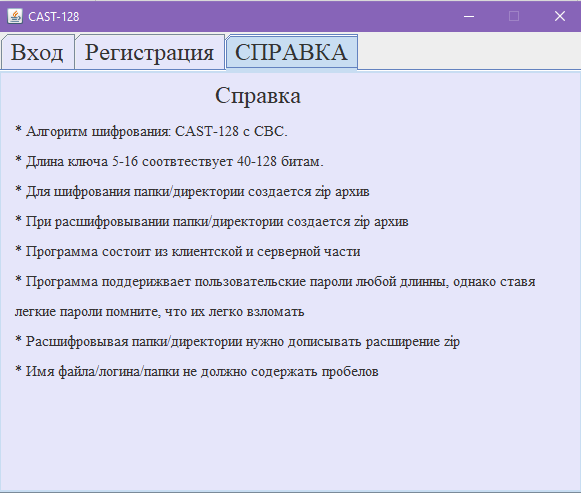 CAST-128
Вход Регистрация СПРАВКА
Справка
* Алгоритм шифрования: CAST-128 с CBC.
* Длина ключа 5-16 соотвтествует 40-128 битам.
* Для шифрования папки/директории создается zip архив
* При расшифровывании папки/директории создается zip архив
* Программа состоит из клиентской и серверной части
* Программа поддерижвает пользовательские пароли любой длинны, однако ставя
легкие пароли помните, что их легко взломать
* Расшифровывая папки/директории нужно дописывать расширение zip
* Имя файла/логина/папки не должно содержать пробелов